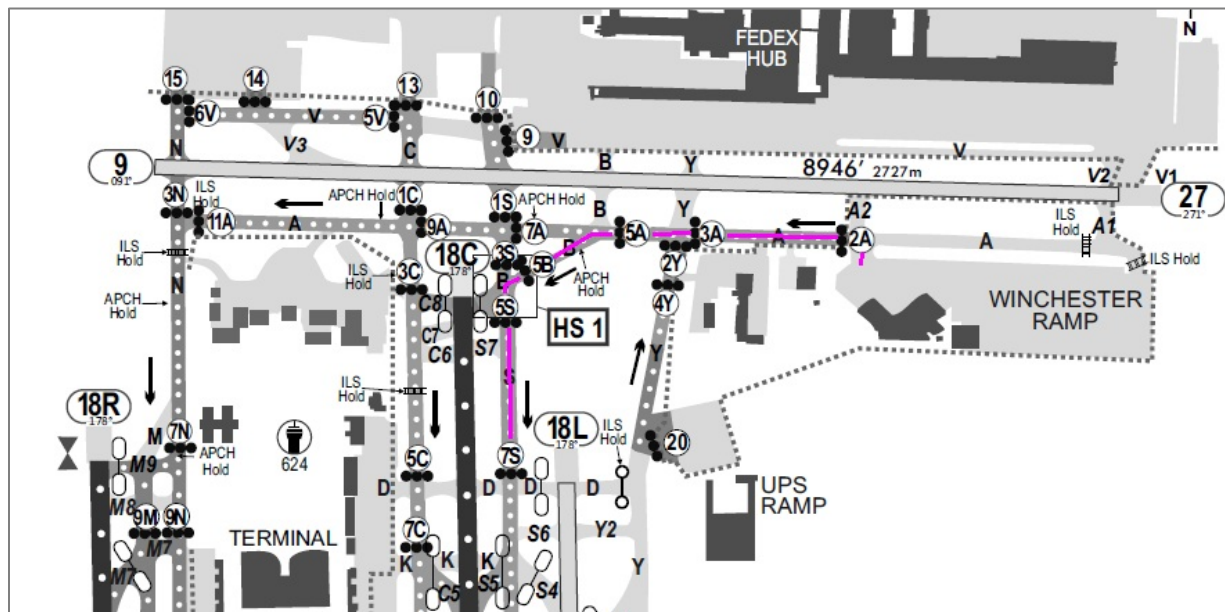 N
FEDEX
HUB
15
14
13
10
6V
V
5V
9
V
V3
N
C
B
Y
8946' 2727m
V
V2
V1
9
091°
27
271°
ILS
Hold
3N
11A
A
APCH Hold
1C
9A
1S
APCH Hold
7A
B
5A
Y
3A
A
A2
2A
A
ILS
Hold
A1
ILS Hold
ILS
Hold
N
APCH
Hold
ILS
Hold
3C
18C
178°
3S
5B
B
B
APCH
Hold
2Y
4Y
C8
C7
C6
S7
5S
HS 1
WINCHESTER
RAMP
Y
S
ILS
Hold
18R
178°
M
7N
APCH
Hold
624
18L
178°
ILS
Hold
20
M9
M8
9M
9N
M7
M7
5C
D
D
7S
D
D
S6
Y2
UPS
RAMP
TERMINAL
7C
K
K
C5
S5
S4
Y